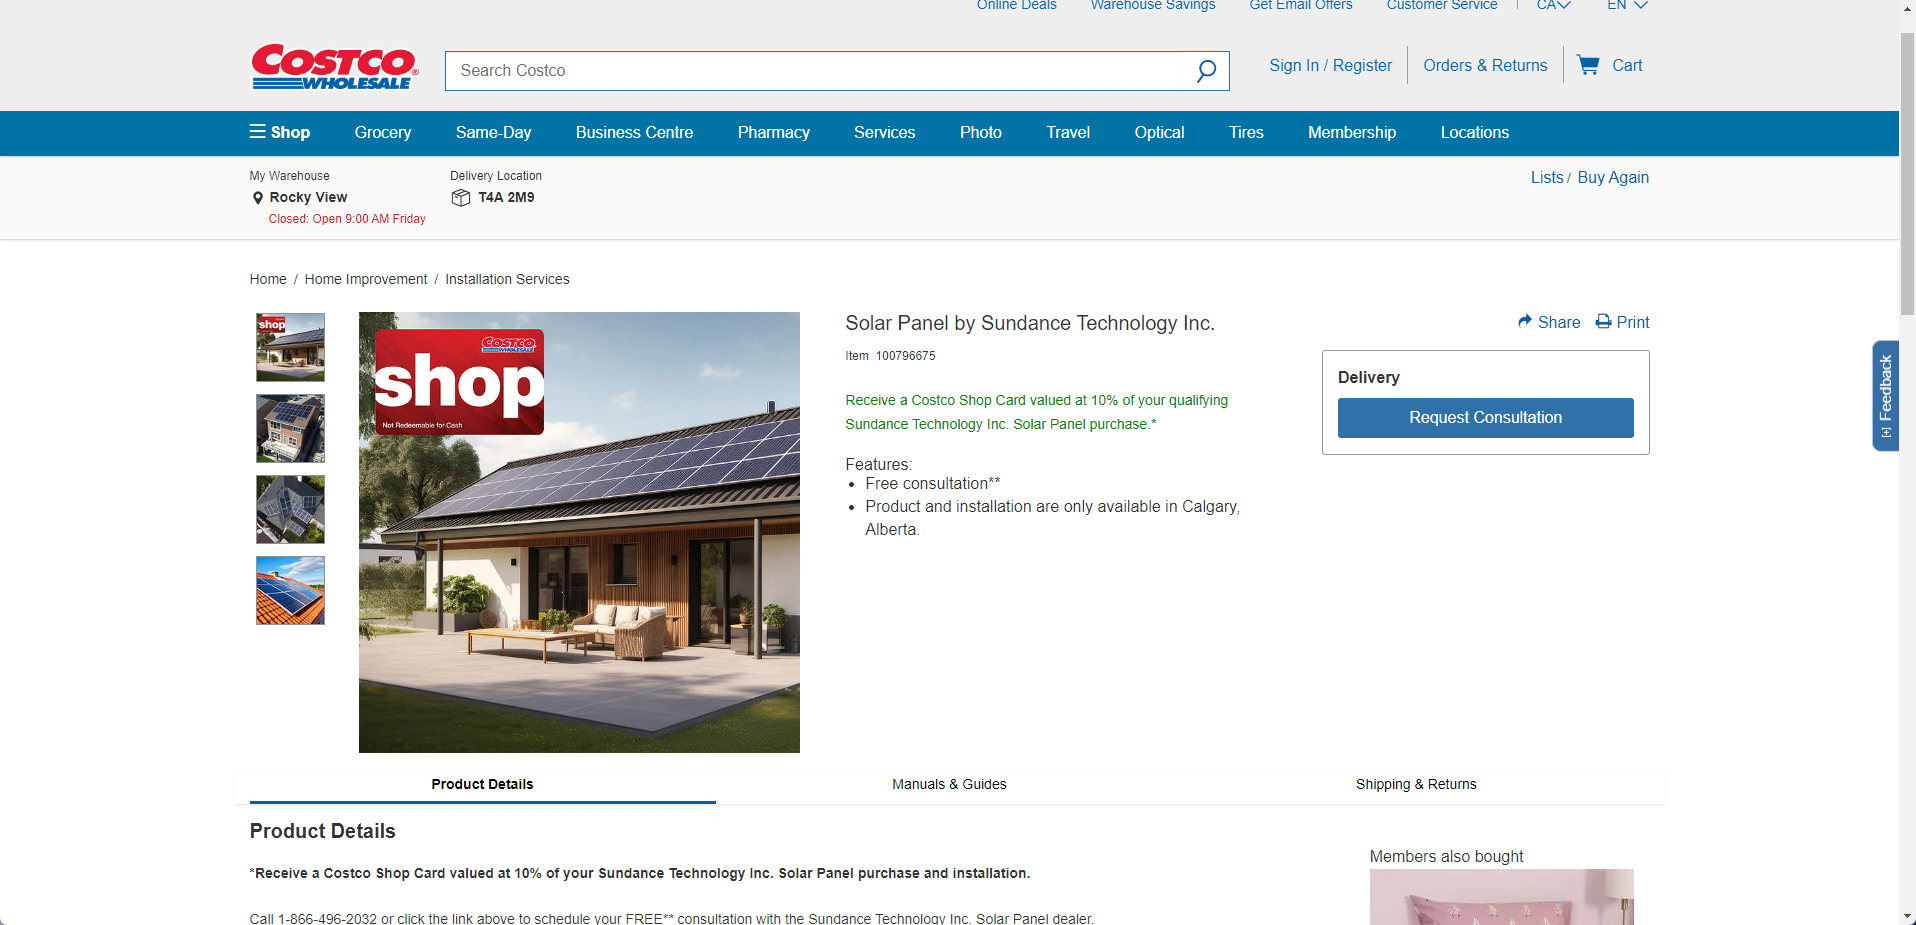 Online Deals
Warehouse Savings
Get Email Offers
Customer Service
CA
EN
COSTCO
WHOLESALE
Search Costco
Sign In / Register
Orders & Returns
Cart
Shop
Grocery
Same-Day
Business Centre
Pharmacy
Services
Photo
Travel
Optical
Tires
Membership
Locations
My Warehouse
Rocky View
Closed: Open 9:00 AM Friday
Delivery Location
T4A 2M9
Lists / Buy Again
Home / Home Improvement / Installation Services
shop
COSTCO
WHOLESALE
shop
Not Redeemable for Cash
Solar Panel by Sundance Technology Inc.
Item 100796675
Receive a Costco Shop Card valued at 10% of your qualifying
Sundance Technology Inc. Solar Panel purchase.*
Features:
• Free consultation**
• Product and installation are only available in Calgary,
Alberta.
Share
Print
Delivery
Request Consultation
[+] Feedback
Product Details
Manuals & Guides
Shipping & Returns
Product Details
*Receive a Costco Shop Card valued at 10% of your Sundance Technology Inc. Solar Panel purchase and installation.
Call 1-866-496-2032 or click the link above to schedule your FREE** consultation with the Sundance Technology Inc. Solar Panel dealer.
Members also bought